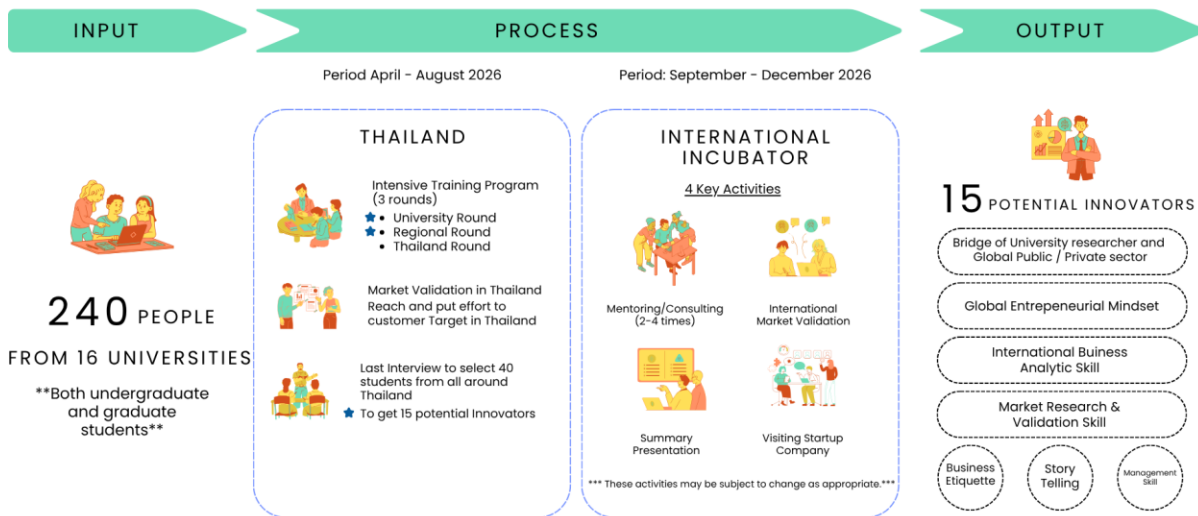 INPUT
PROCESS
OUTPUT
Period April - August 2026
Period: September - December 2026
240 PEOPLE
FROM 16 UNIVERSITIES
**Both undergraduate
and graduate
students**
THAILAND
Intensive Training Program
(3 rounds)
• University Round
• Regional Round
• Thailand Round
Market Validation in Thailand
Reach and put effort to
customer Target in Thailand
Last Interview to select 40
students from all around
Thailand
To get 15 potential Innovators
INTERNATIONAL
INCUBATOR
4 Key Activities
Mentoring/Consulting
(2-4 times)
International
Market Validation
Summary
Presentation
Visiting Startup
Company
*** These activities may be subject to change as appropriate.***
15 POTENTIAL INNOVATORS
Bridge of University researcher and
Global Public / Private sector
Global Entrepeneurial Mindset
International Buiness
Analytic Skill
Market Research &
Validation Skill
Business
Etiquette
Story
Telling
Management
Skill